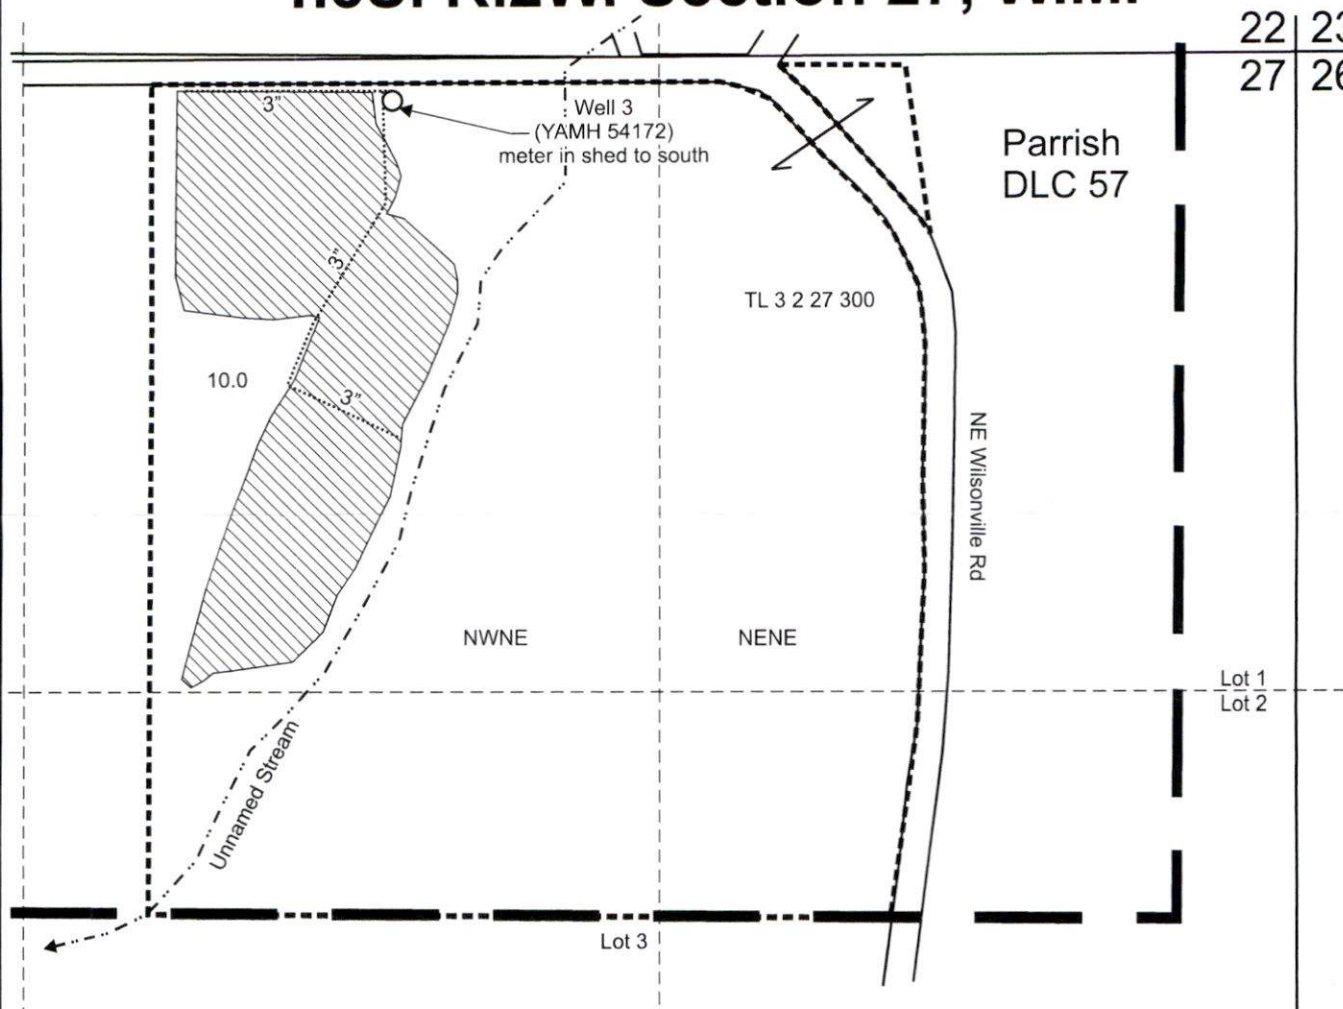 Section 27, W.M.
22
23
27
26
3"
Well 3
(YAMH 54172)
meter in shed to south
Parrish
DLC 57
3"
TL 3 2 27 300
10.0
3"
NE Wilsonville Rd
NWNE
NENE
Lot 1
Lot 2
Unnamed Stream
Lot 3